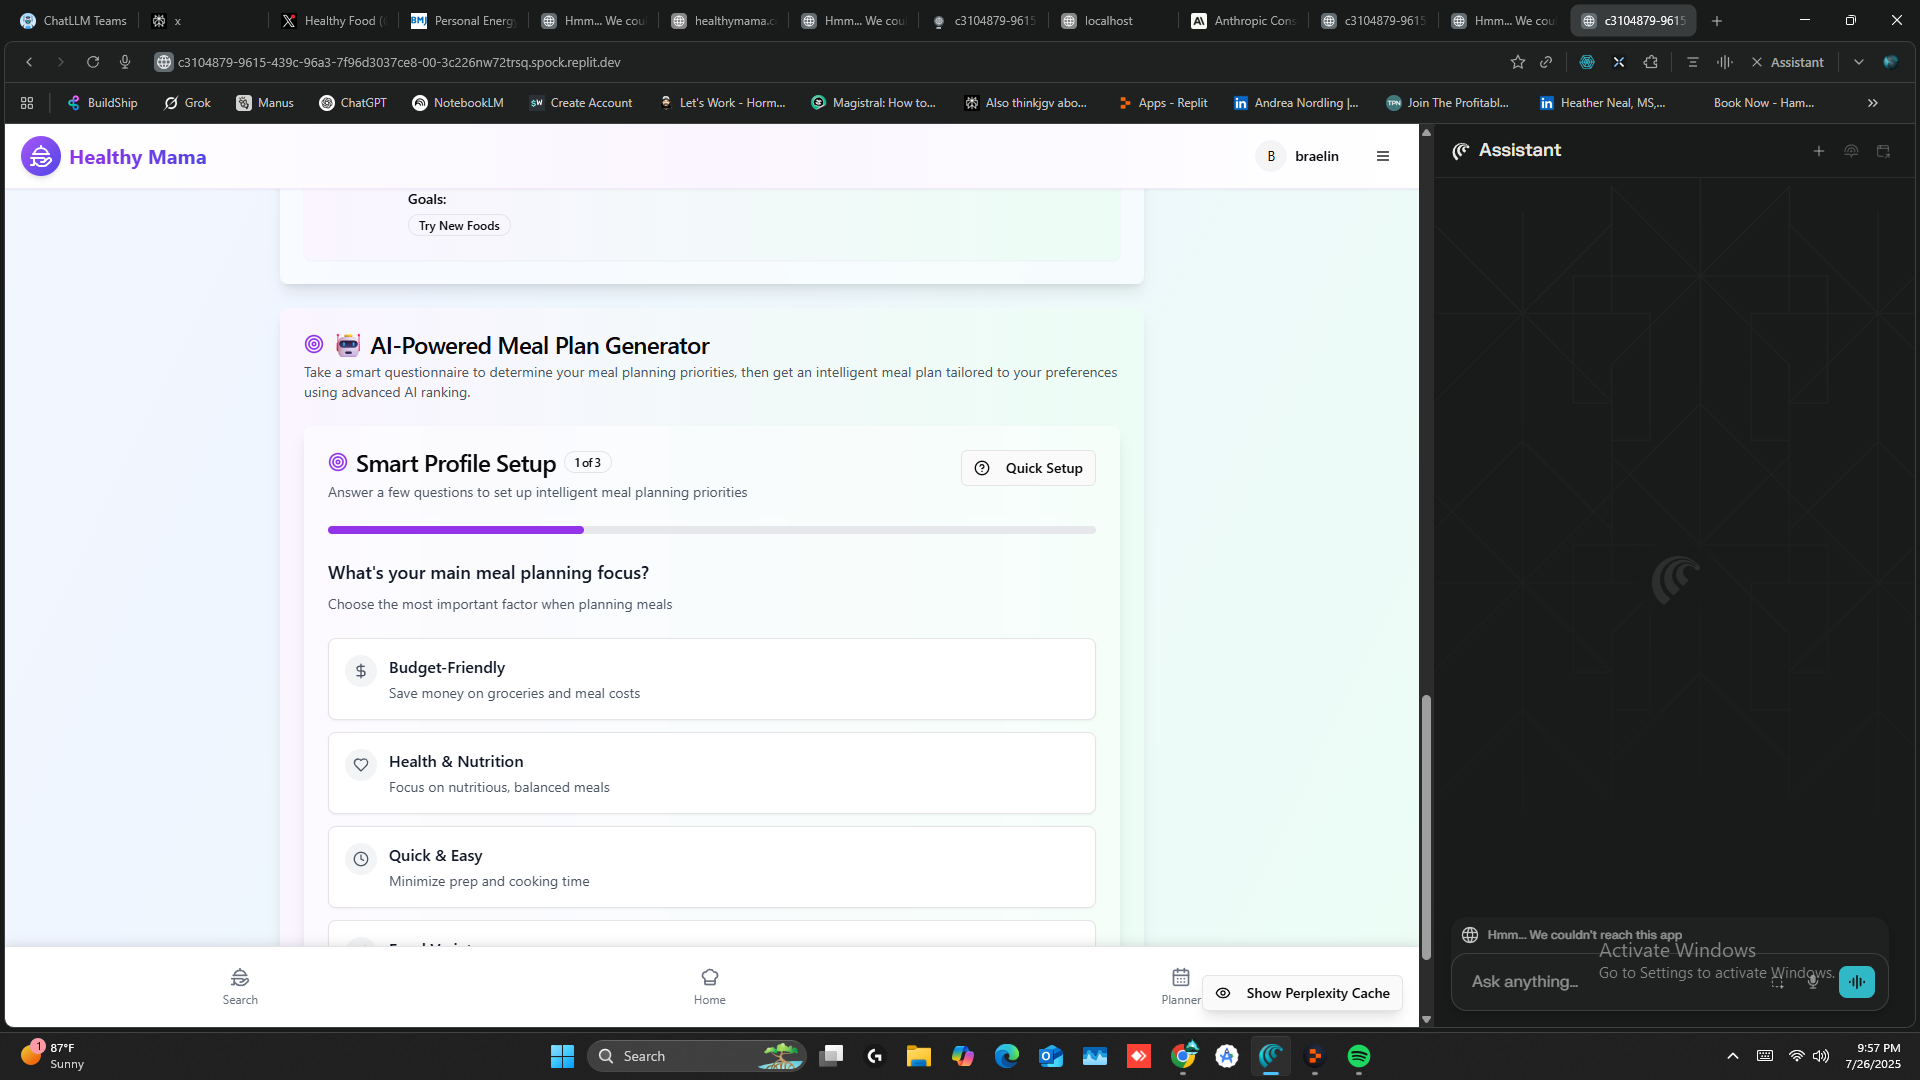 ChatLLM Teams
x
Healthy Food (
Personal Energy
Hmm... We cou
healthymama.c
Hmm... We cou
c3104879-9615
localhost
Anthropic Cons
c3104879-9615
Hmm... We cou
c3104879-9615
c3104879-9615-439c-96a3-7f96d3037ce8-00-3c226nw72trsq.spock.replit.dev
Assistant
BuildShip
Grok
Manus
ChatGPT
NotebookLM
Create Account
Let's Work - Horm...
Magistral: How to...
Also thinkjgv abo...
Apps - Replit
Andrea Nordling |...
Join The Profitabl...
Heather Neal, MS,...
Book Now - Ham...
Healthy Mama
B
braelin
Goals:
Try New Foods
AI-Powered Meal Plan Generator
Take a smart questionnaire to determine your meal planning priorities, then get an intelligent meal plan tailored to your preferences
using advanced AI ranking.
Smart Profile Setup
1 of 3
Quick Setup
Answer a few questions to set up intelligent meal planning priorities
What's your main meal planning focus?
Choose the most important factor when planning meals
Budget-Friendly
Save money on groceries and meal costs
Health & Nutrition
Focus on nutritious, balanced meals
Quick & Easy
Minimize prep and cooking time
Search
Home
Planner
Show Perplexity Cache
Assistant
Hmm... We couldn't reach this app
Ask anything...
Activate Windows
Go to Settings to activate Windows.
1
87°F
Sunny
Search
9:57 PM
7/26/2025